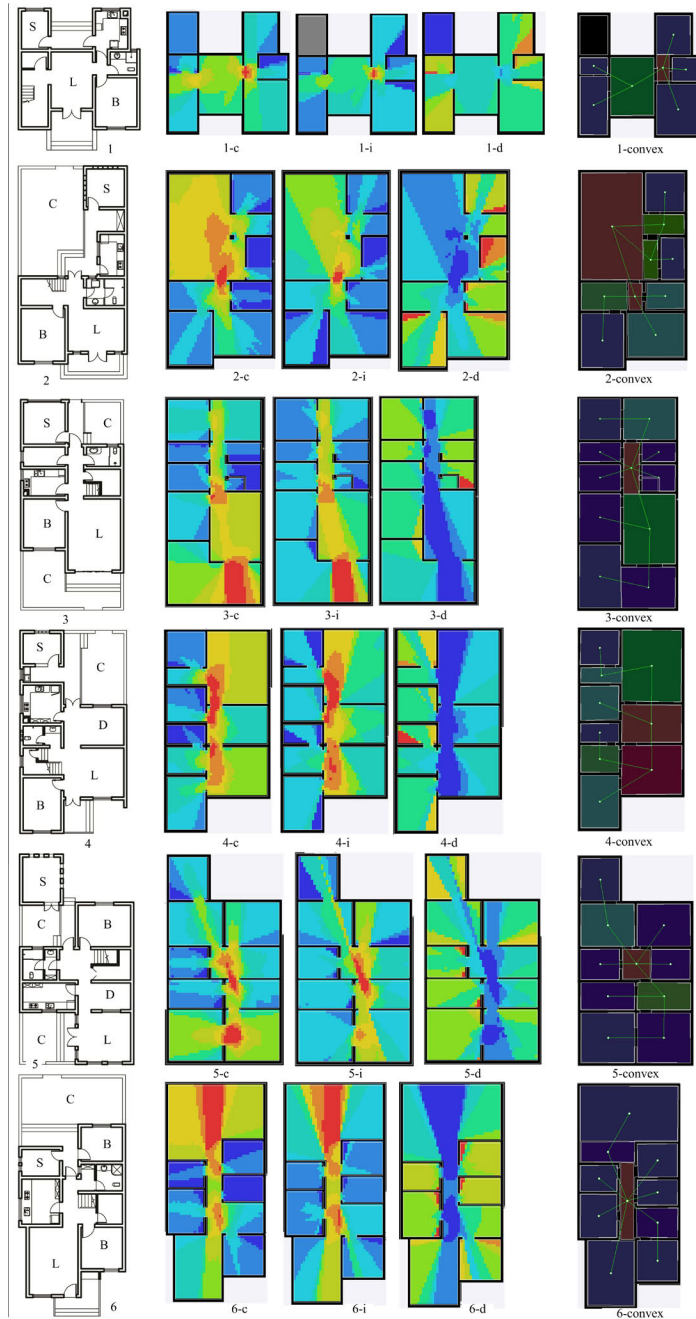 S
L
B
1
1-c
1-i
1-d
1-convex
C
S
B
L
2
2-c
2-i
2-d
2-convex
S
C
B
L
C
3
3-c
3-i
3-d
3-convex
S
C
D
L
B
4
4-c
4-i
4-d
4-convex
S
C
B
D
C
L
5
5-c
5-i
5-d
5-convex
C
B
S
L
B
6
6-c
6-i
6-d
6-convex